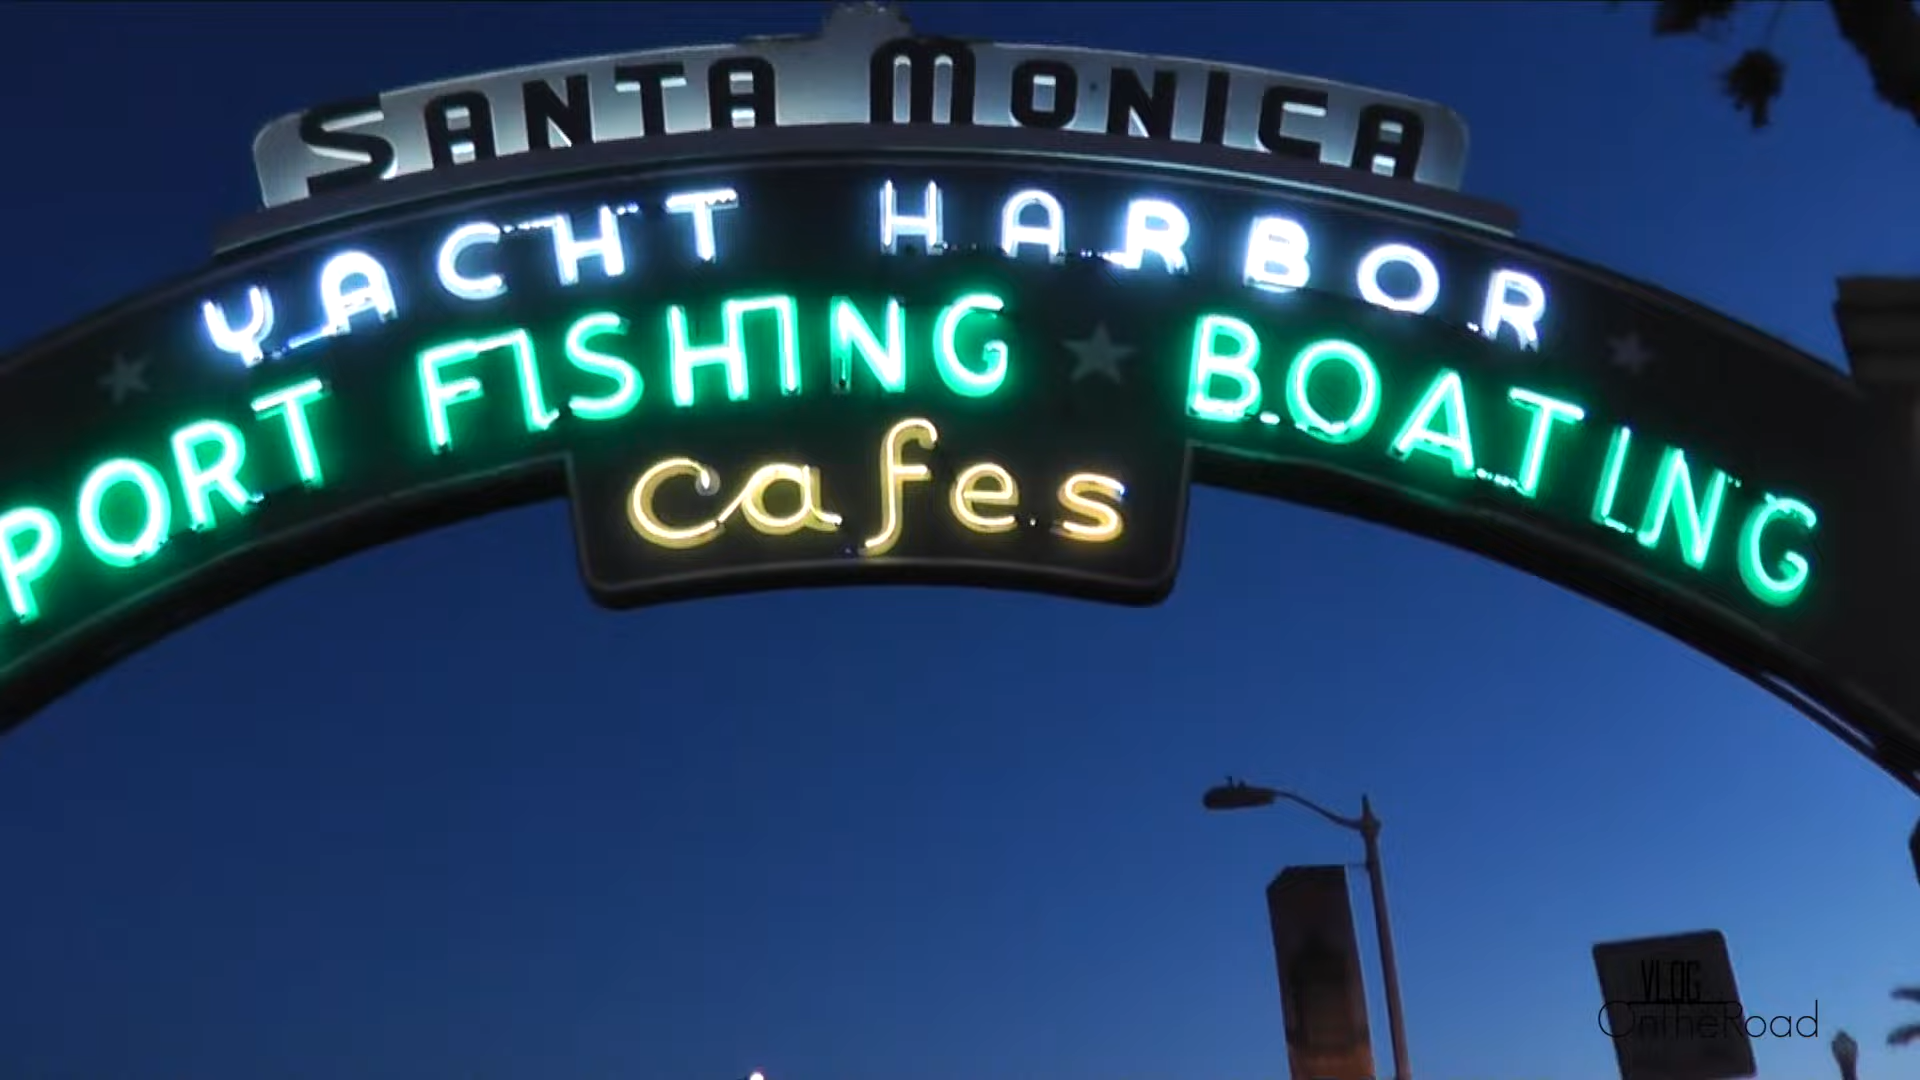 SANTA MONICA
YACHT HARBOR
PORT FISHING ★ BOATING
cafes
VLOG
OntheRoad